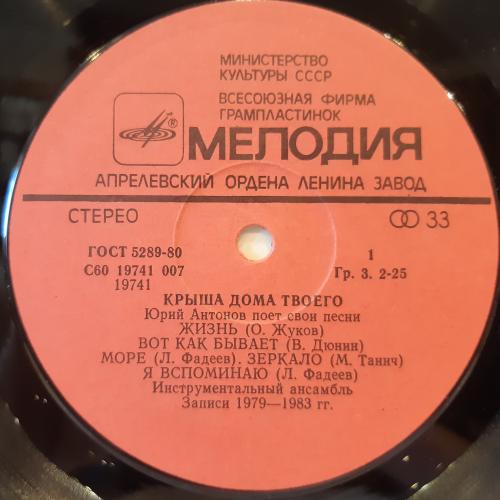 МИНИСТЕРСТВО
КУЛЬТУРЫ СССР
ВСЕСОЮЗНАЯ ФИРМА
ГРАМПЛАСТИНОК
®
МЕЛОДИЯ
АПРЕЛЕВСКИЙ ОРДЕНА ЛЕНИНА ЗАВОД
СТЕРЕО 33
ГОСТ 5289-80 1
С60 19741 007 Гр. 3. 2-25
19741
КРЫША ДОМА ТВОЕГО
Юрий Антонов поет свои песни
ЖИЗНЬ (О. Жуков)
ВОТ КАК БЫВАЕТ (В. Дюнин)
МОРЕ (Л. Фадеев). ЗЕРКАЛО (М. Танич)
Я ВСПОМИНАЮ (Л. Фадеев)
Инструментальный ансамбль
Записи 1979—1983 гг.